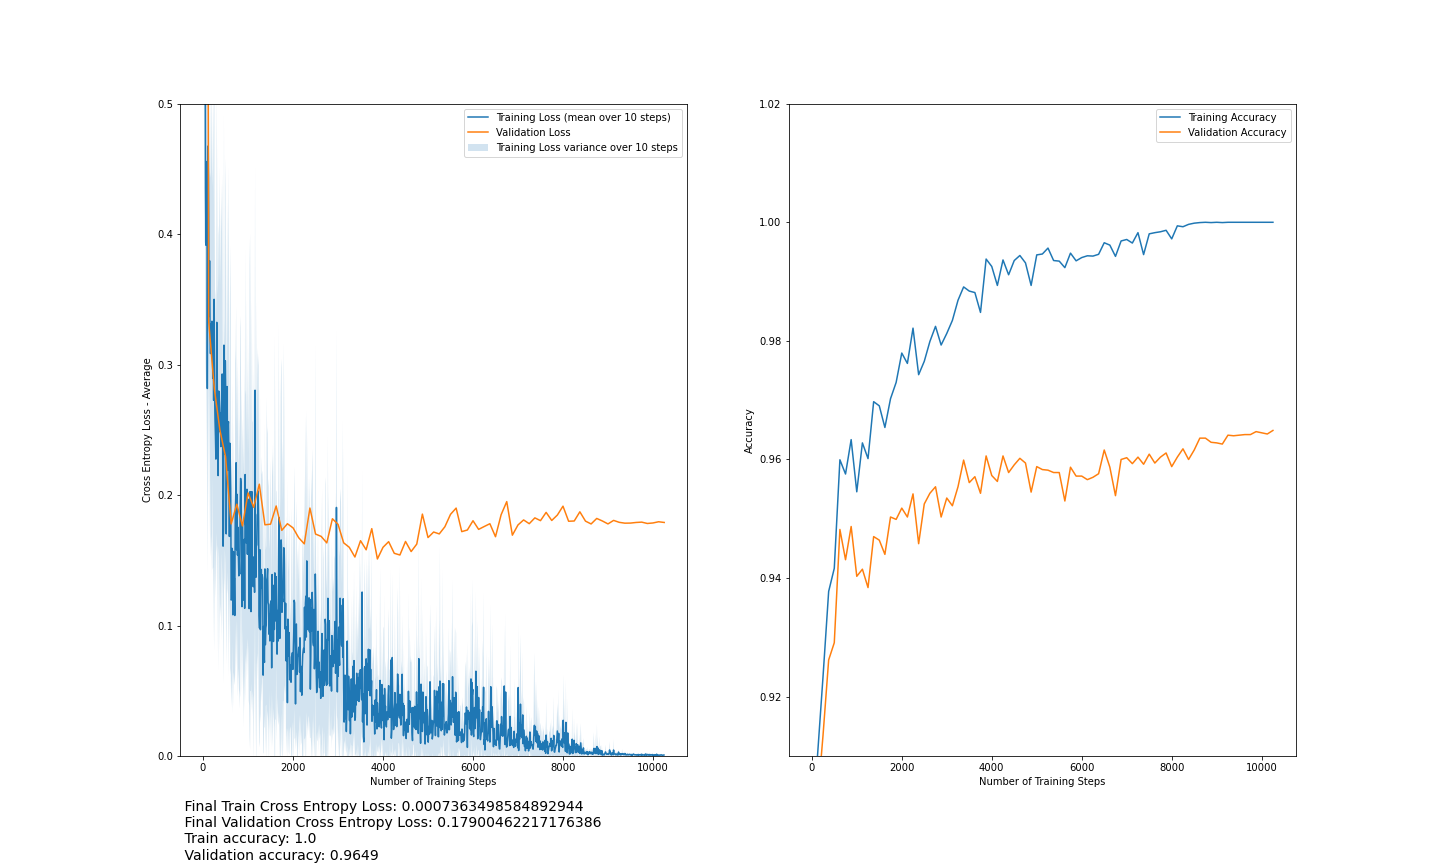 0.5
0.4
0.3
0.2
0.1
0.0
Cross Entropy Loss - Average
Training Loss (mean over 10 steps)
Validation Loss
Training Loss variance over 10 steps
0
2000
4000
6000
8000
10000
Number of Training Steps
1.02
1.00
0.98
0.96
0.94
0.92
Accuracy
Training Accuracy
Validation Accuracy
0
2000
4000
6000
8000
10000
Number of Training Steps
Final Train Cross Entropy Loss: 0.0007363498584892944
Final Validation Cross Entropy Loss: 0.17900462217176386
Train accuracy: 1.0
Validation accuracy: 0.9649